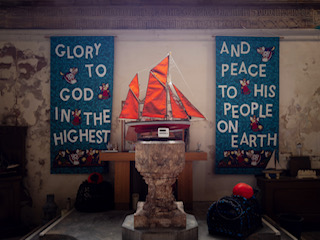 GLORY
TO
GOD
IN THE
HIGHEST
AND
PEACE
TO HIS
PEOPLE
ON
EARTH